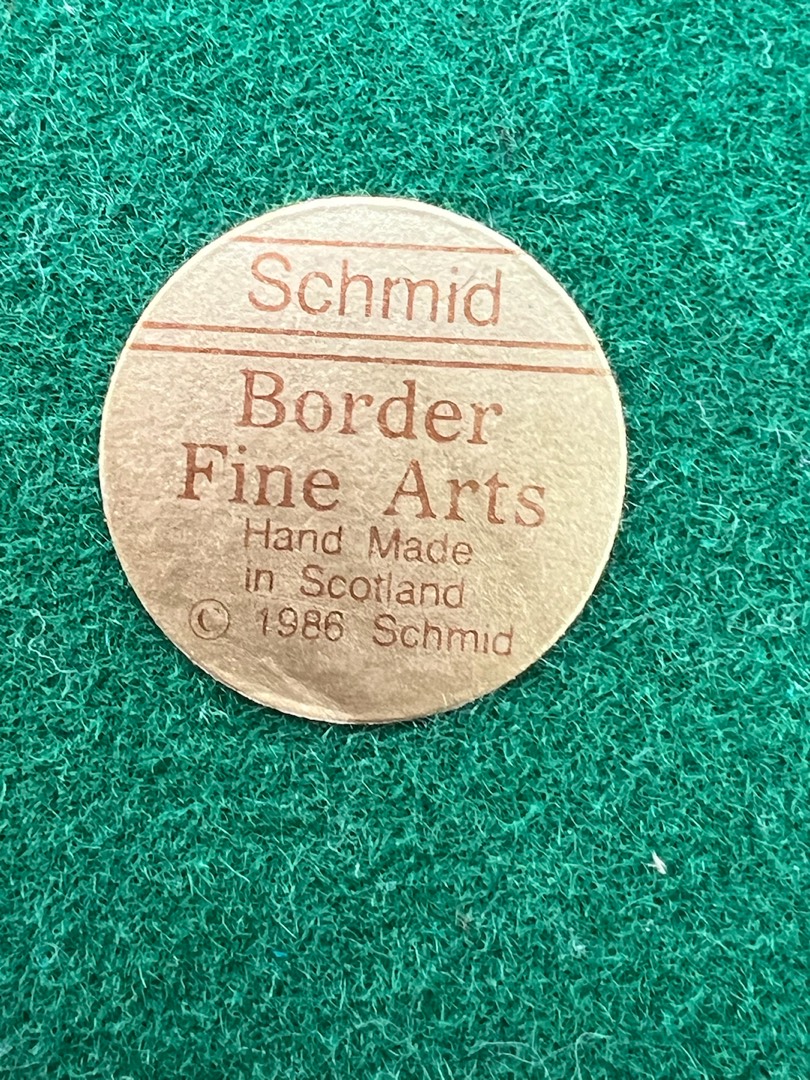 Schmid
Border
Fine Arts
Hand Made
in Scotland
© 1986 Schmid